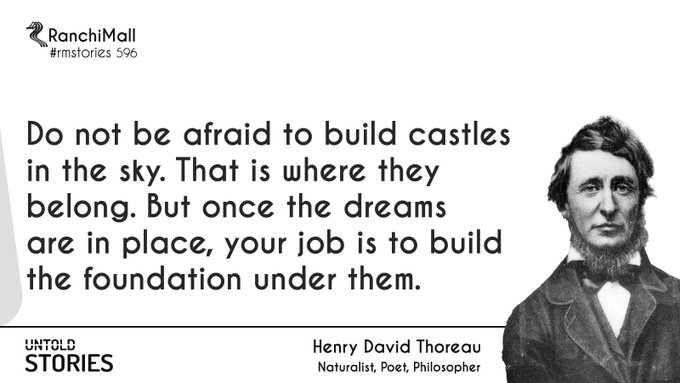 RanchiMall
#rmstories 596
Do not be afraid to build castles
in the sky. That is where they
belong. But once the dreams
are in place, your job is to build
the foundation under them.
UNTOLD
STORIES
Henry David Thoreau
Naturalist, Poet, Philosopher